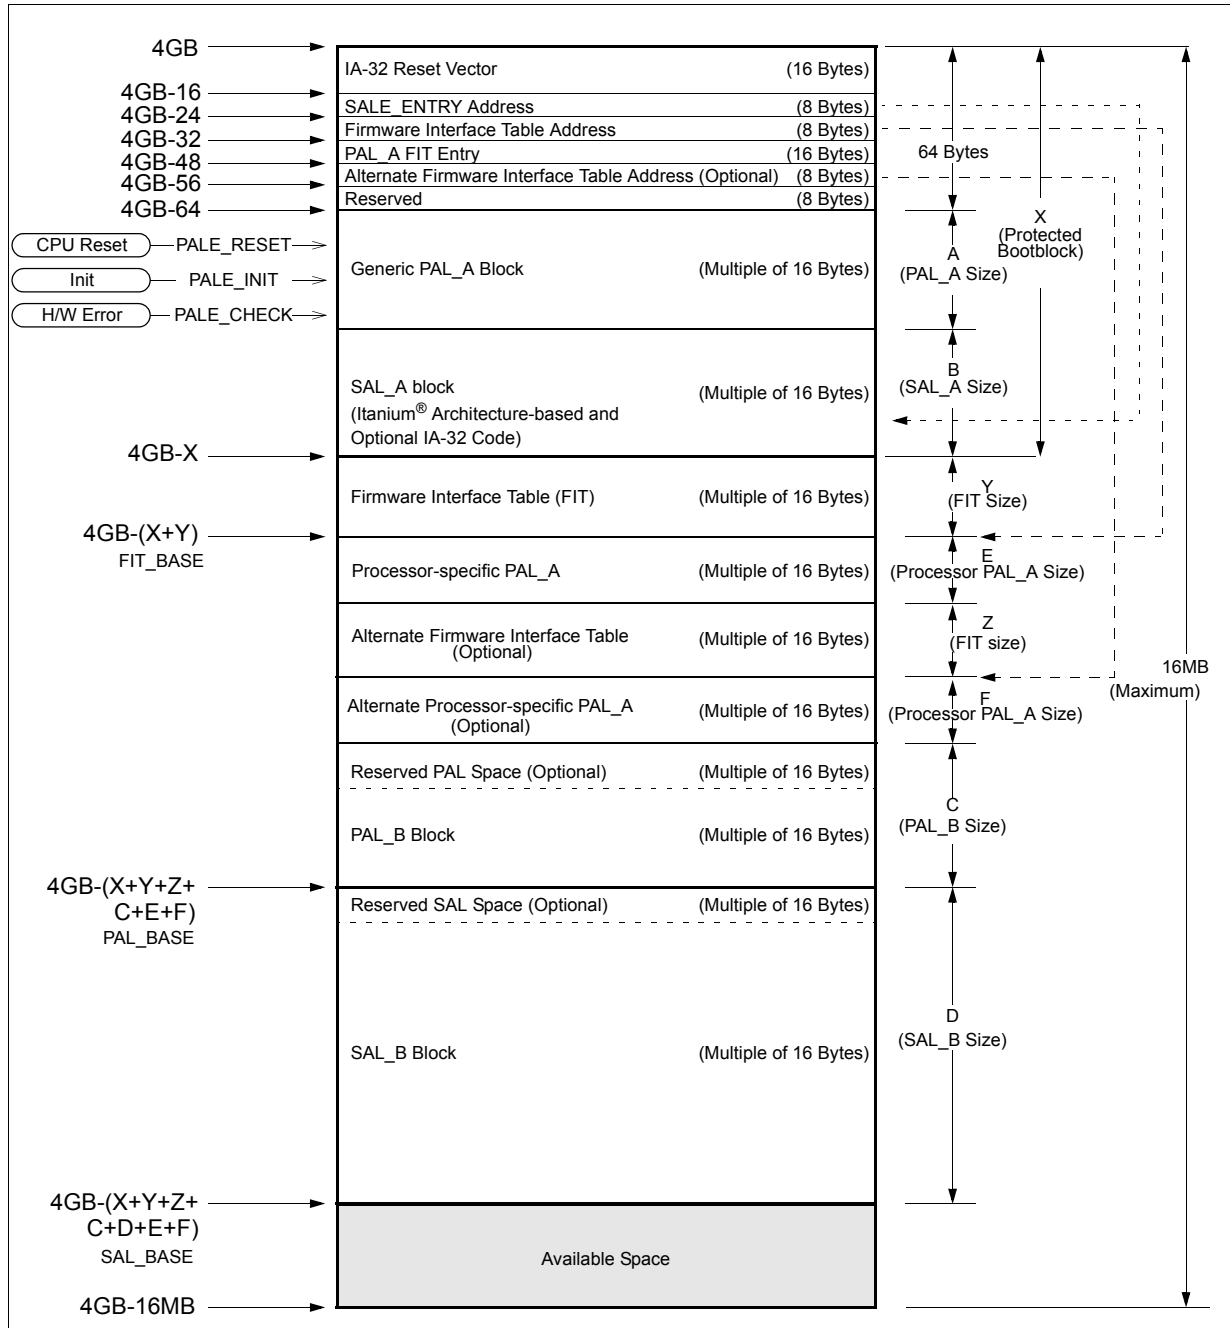 4GB
IA-32 Reset Vector (16 Bytes)
4GB-16
SALE_ENTRY Address (8 Bytes)
4GB-24
Firmware Interface Table Address (8 Bytes)
4GB-32
PAL_A FIT Entry (16 Bytes)
4GB-48
Alternate Firmware Interface Table Address (Optional) (8 Bytes)
4GB-56
Reserved (8 Bytes)
4GB-64
64 Bytes
X
(Protected
Bootblock)
CPU Reset PALE_RESET
Init PALE_INIT
H/W Error PALE_CHECK
Generic PAL_A Block (Multiple of 16 Bytes)
A
(PAL_A Size)
SAL_A block (Multiple of 16 Bytes)
(Itanium® Architecture-based and
Optional IA-32 Code)
B
(SAL_A Size)
4GB-X
Firmware Interface Table (FIT) (Multiple of 16 Bytes)
Y
(FIT Size)
4GB-(X+Y)
FIT_BASE
Processor-specific PAL_A (Multiple of 16 Bytes)
E
(Processor PAL_A Size)
Alternate Firmware Interface Table (Multiple of 16 Bytes)
(Optional)
Z
(FIT size)
16MB
(Maximum)
Alternate Processor-specific PAL_A (Multiple of 16 Bytes)
(Optional)
F
(Processor PAL_A Size)
Reserved PAL Space (Optional) (Multiple of 16 Bytes)
PAL_B Block (Multiple of 16 Bytes)
C
(PAL_B Size)
4GB-(X+Y+Z+
C+E+F)
PAL_BASE
Reserved SAL Space (Optional) (Multiple of 16 Bytes)
SAL_B Block (Multiple of 16 Bytes)
D
(SAL_B Size)
4GB-(X+Y+Z+
C+D+E+F)
SAL_BASE
Available Space
4GB-16MB